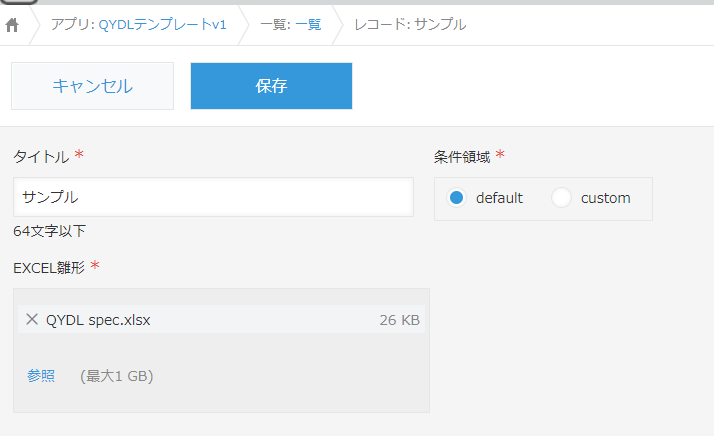 アプリ: QYDLテンプレートv1 一覧: 一覧 レコード: サンプル
キャンセル 保存
タイトル * 条件領域 *
サンプル default custom
64文字以下
EXCEL雛形 *
QYDL spec.xlsx 26 KB
参照 (最大1 GB)